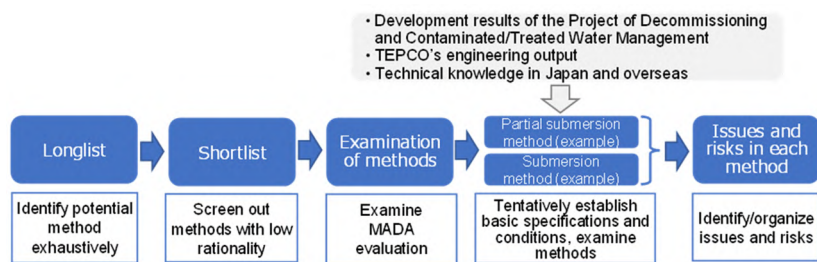 • Development results of the Project of Decommissioning
and Contaminated/Treated Water Management
• TEPCO's engineering output
• Technical knowledge in Japan and overseas
Longlist
Shortlist
Examination
of methods
Partial submersion
method (example)
Submersion
method (example)
Issues and
risks in each
method
Identify potential
method
exhaustively
Screen out
methods with low
rationality
Examine
MADA
evaluation
Tentatively establish
basic specifications and
conditions, examine
methods
Identify/organize
issues and risks